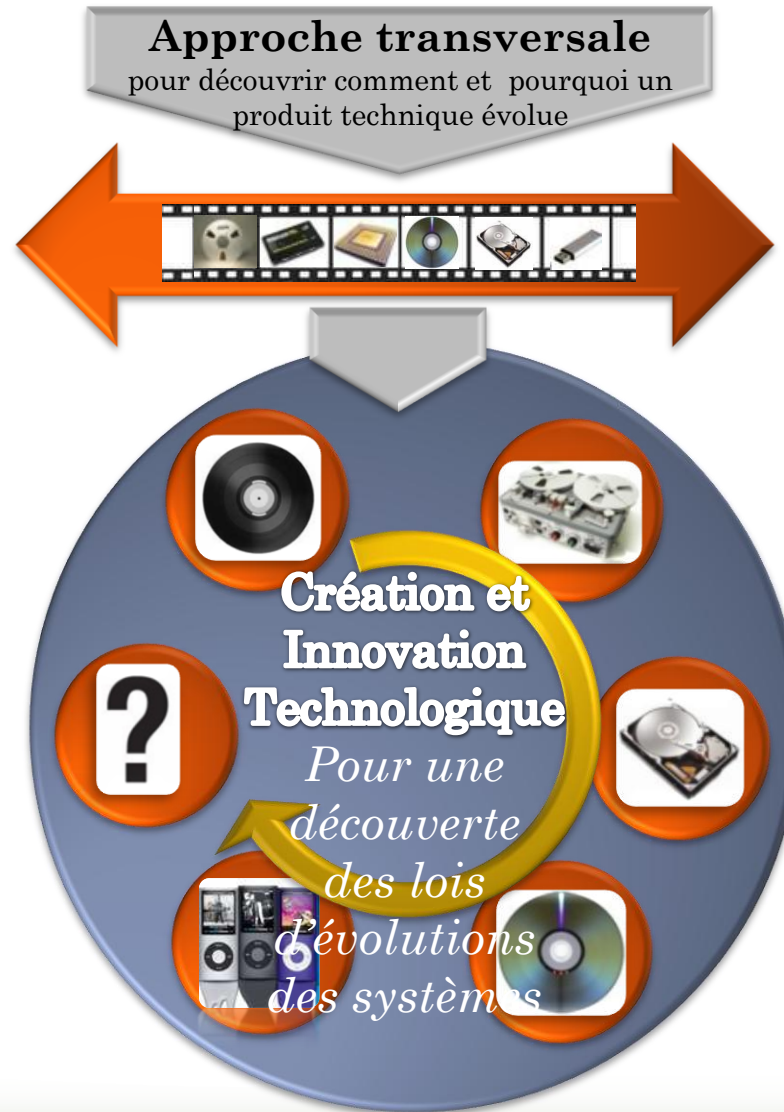 Approche transversale
pour découvrir comment et pourquoi un
produit technique évolue
?
Création et
Innovation
Technologique
Pour une
découverte
des lois
d'évolutions
des systèmes